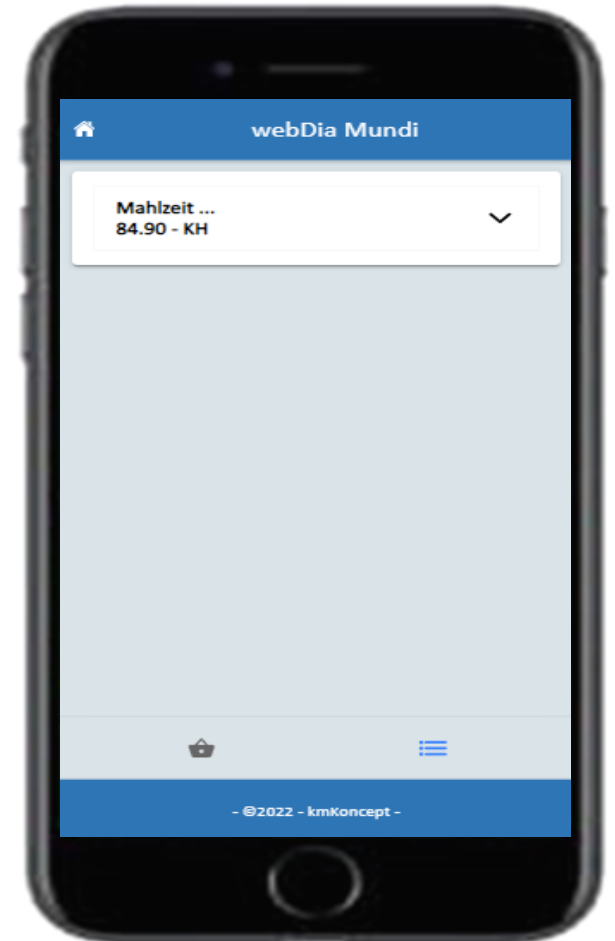 webDia Mundi
Mahlzeit ...
84.90 - KH
- ©2022 - kmKoncept -